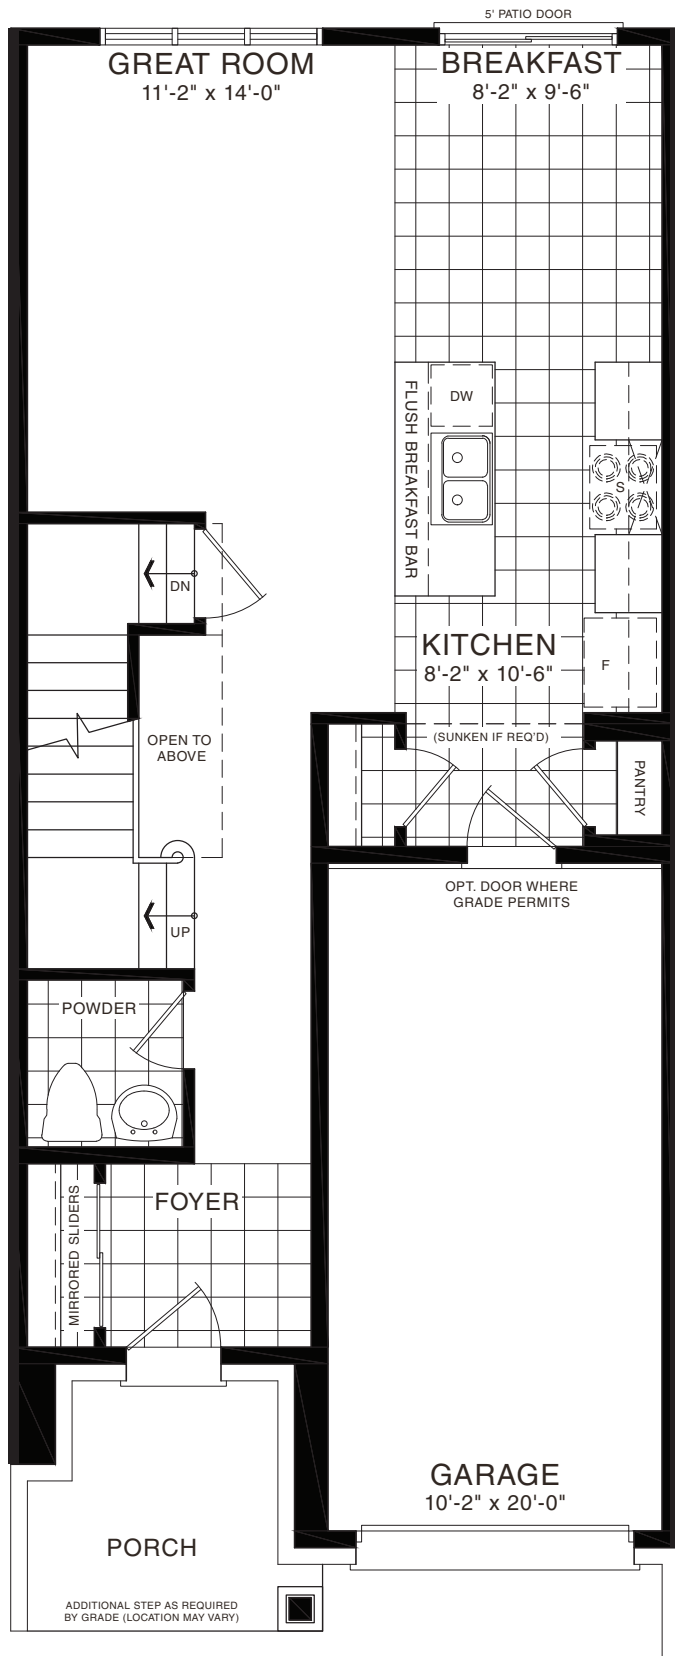 5' PATIO DOOR
GREAT ROOM
11'-2" x 14'-0"
BREAKFAST
8'-2" x 9'-6"
DW
FLUSH BREAKFAST BAR
S
DN
KITCHEN
8'-2" x 10'-6"
F
OPEN TO
ABOVE
(SUNKEN IF REQ'D)
PANTRY
OPT. DOOR WHERE
GRADE PERMITS
UP
POWDER
MIRRORED SLIDERS
FOYER
GARAGE
10'-2" x 20'-0"
PORCH
ADDITIONAL STEP AS REQUIRED
BY GRADE (LOCATION MAY VARY)